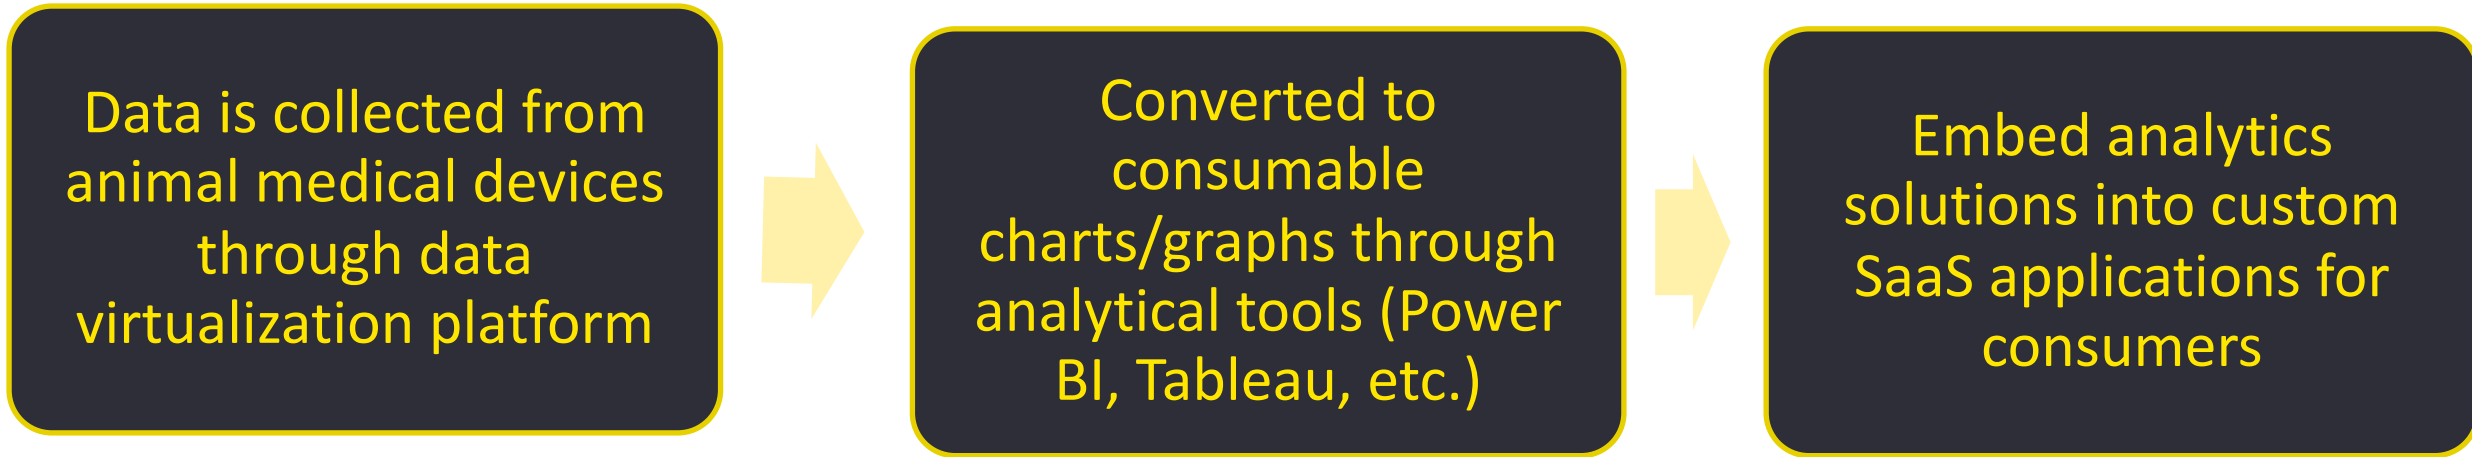 Data is collected from
animal medical devices
through data
virtualization platform
Converted to
consumable
charts/graphs through
analytical tools (Power
BI, Tableau, etc.)
Embed analytics
solutions into custom
SaaS applications for
consumers